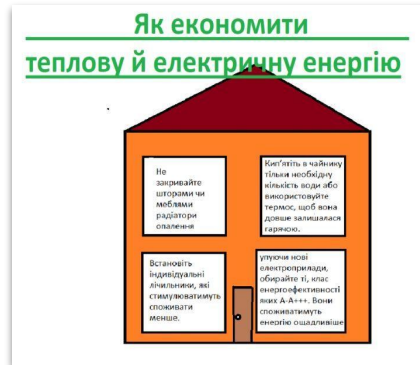 Як економити
теплову й електричну енергію
Не
закривайте
шторами чи
меблями
радіатори
опалення
Кип'ятіть в чайнику
тільки необхідну
кількість води або
використовуйте
термос, щоб вона
довше залишалася
гарячою.
Встановіть
індивідуальні
лічильники, які
стимулюватимуть
споживати
менше.
упуючи нові
електроприлади,
обирайте ті, клас
енергоефективності
яких А-А+++. Вони
споживатимуть
енергію ощадливіше